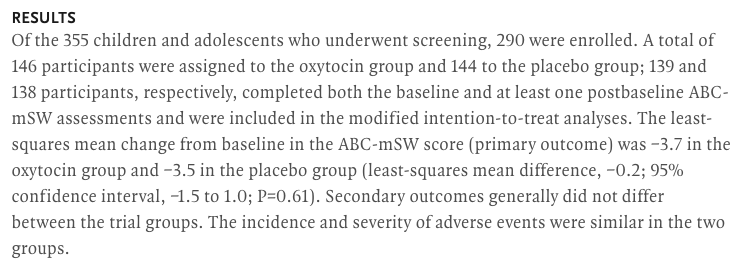 RESULTS
Of the 355 children and adolescents who underwent screening, 290 were enrolled. A total of
146 participants were assigned to the oxytocin group and 144 to the placebo group; 139 and
138 participants, respectively, completed both the baseline and at least one postbaseline ABC-
mSW assessments and were included in the modified intention-to-treat analyses. The least-
squares mean change from baseline in the ABC-mSW score (primary outcome) was −3.7 in the
oxytocin group and −3.5 in the placebo group (least-squares mean difference, −0.2; 95%
confidence interval, −1.5 to 1.0; P=0.61). Secondary outcomes generally did not differ
between the trial groups. The incidence and severity of adverse events were similar in the two
groups.